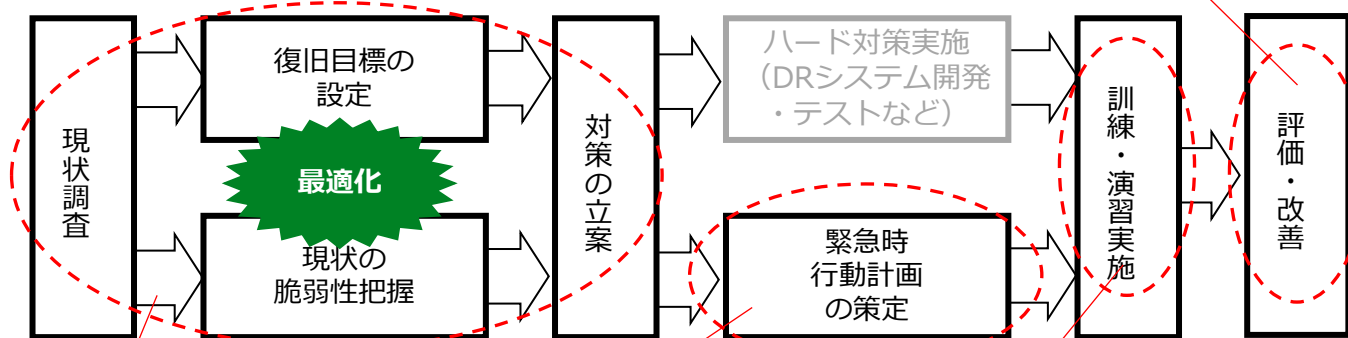 現状調査
復旧目標の
設定
最適化
現状の
脆弱性把握
対策の立案
ハード対策実施
（DRシステム開発
・テストなど）
緊急時
行動計画
の策定
訓練・演習実施
評価・改善